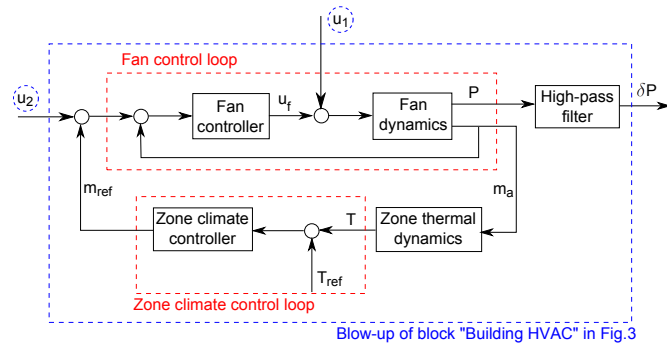 u1
Fan control loop
u2
Fan
controller
uf
Fan
dynamics
P
High-pass
filter
δP
mref
ma
Zone climate
controller
T
Zone thermal
dynamics
Tref
Zone climate control loop
Blow-up of block "Building HVAC" in Fig.3